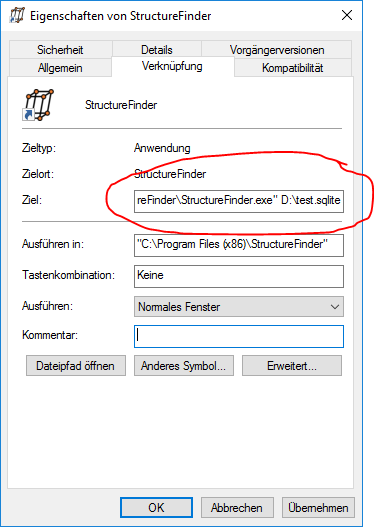 Eigenschaften von StructureFinder
Sicherheit Details Vorgängerversionen
Allgemein Verknüpfung Kompatibilität
StructureFinder
Zieltyp: Anwendung
Zielort: StructureFinder
Ziel: reFinder\StructureFinder.exe" D:\test.sqlite
Ausführen in: "C:\Program Files (x86)\StructureFinder"
Tastenkombination: Keine
Ausführen: Normales Fenster
Kommentar:
Dateipfad öffnen Anderes Symbol... Erweitert...
OK Abbrechen Übernehmen